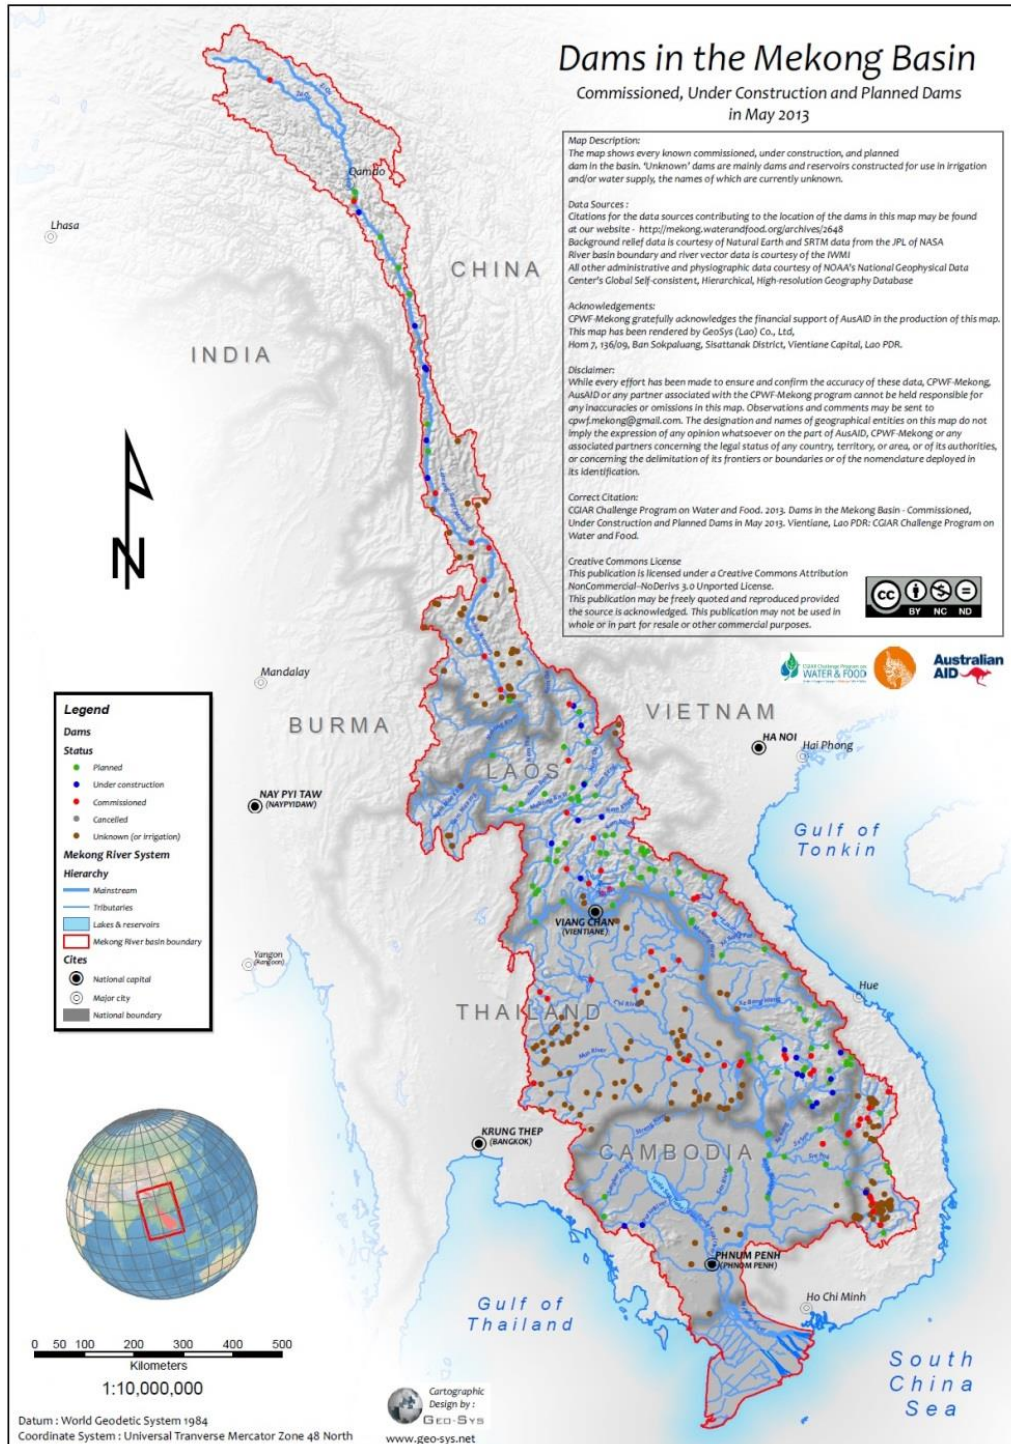 Dams in the Mekong Basin
Commissioned, Under Construction and Planned Dams
in May 2013
Map Description:
The map shows every known commissioned, under construction, and planned
dam in the basin. 'Unknown' dams are mainly dams and reservoirs constructed for use in irrigation
and/or water supply, the names of which are currently unknown.
Data Sources :
Citations for the data sources contributing to the location of the dams in this map may be found
at our website - http://mekong.waterandfood.org/archives/2648
Background relief data is courtesy of Natural Earth and SRTM data from the JPL of NASA
River basin boundary and river vector data is courtesy of the IWMI
All other administrative and physiographic data courtesy of NOAA's National Geophysical Data
Center's Global Self-consistent, Hierarchical, High-resolution Geography Database
Acknowledgements:
CPWF-Mekong gratefully acknowledges the financial support of AusAID in the production of this map.
This map has been rendered by GeoSys (Lao) Co., Ltd,
Hom 7, 136/09, Ban Sokpaluang, Sisattanak District, Vientiane Capital, Lao PDR.
Disclaimer:
While every effort has been made to ensure and confirm the accuracy of these data, CPWF-Mekong,
AusAID or any partner associated with the CPWF-Mekong program cannot be held responsible for
any inaccuracies or omissions in this map. Observations and comments may be sent to
cpwf.mekong@gmail.com. The designation and names of geographical entities on this map do not
imply the expression of any opinion whatsoever on the part of AusAID, CPWF-Mekong or any
associated partners concerning the legal status of any country, territory, or area, or of its authorities,
or concerning the delimitation of its frontiers or boundaries or of the nomenclature deployed in
its identification.
Correct Citation:
CGIAR Challenge Program on Water and Food. 2013. Dams in the Mekong Basin - Commissioned,
Under Construction and Planned Dams in May 2013. Vientiane, Lao PDR: CGIAR Challenge Program on
Water and Food.
Creative Commons License
This publication is licensed under a Creative Commons Attribution
NonCommercial-NoDerivs 3.0 Unported License.
This publication may be freely quoted and reproduced provided
the source is acknowledged. This publication may not be used in
whole or in part for resale or other commercial purposes.
cc
BY NC ND
CGIAR Challenge Program on
WATER & FOOD
Australian
AID
Qamdo
Lhasa
CHINA
INDIA
N
Mandalay
BURMA
VIETNAM
HA NOI
Hai Phong
LAOS
NAY PYI TAW
(NAYPYIDAW)
Gulf of
Tonkin
VIANG CHAN
(VIENTIANE)
Yangon
(Rangoon)
Hue
THAILAND
Chi River
Mun River
KRUNG THEP
(BANGKOK)
CAMBODIA
PHNUM PENH
(PHNOM PENH)
Ho Chi Minh
Gulf of
Thailand
South
China
Sea
Legend
Dams
Status
Planned
Under construction
Commissioned
Cancelled
Unknown (or Irrigation)
Mekong River System
Hierarchy
Mainstream
Tributaries
Lakes & reservoirs
Mekong River basin boundary
Cites
National capital
Major city
National boundary
0 50 100 200 300 400 500
Kilometers
1:10,000,000
Datum : World Geodetic System 1984
Coordinate System : Universal Tranverse Mercator Zone 48 North
Cartographic
Design by :
GEO-SYS
www.geo-sys.net